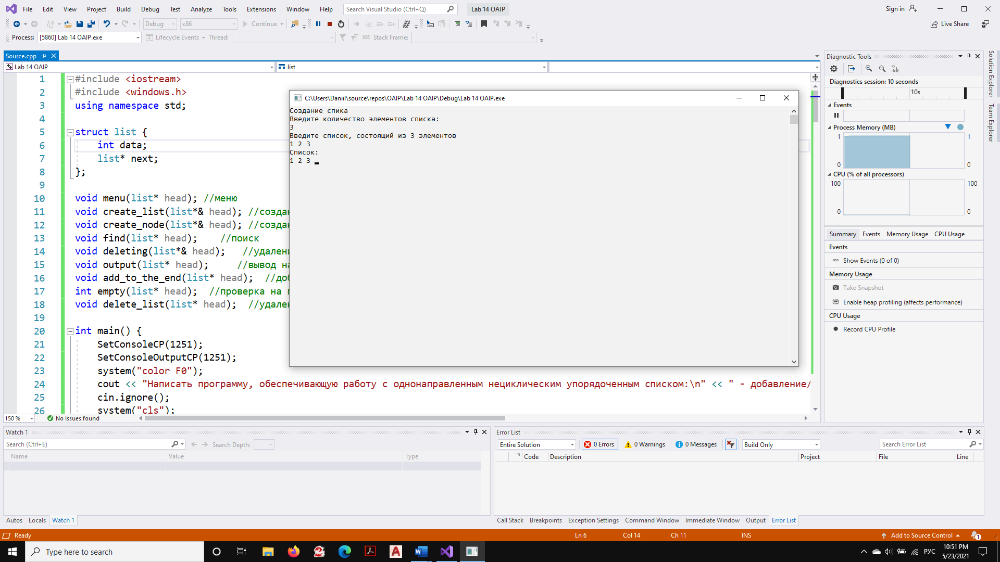 File Edit View Project Build Debug Test Analyze Tools Extensions Window Help Search Visual Studio (Ctrl+Q) Lab 14 OAIP Sign in
Debug x86 Continue Live Share
Process: [5860] Lab 14 OAIP.exe Lifecycle Events Thread: Stack Frame:
Source.cpp
Lab 14 OAIP list
1 #include <iostream>
2 #include <windows.h>
3 using namespace std;
4
5 struct list {
6 int data;
7 list* next;
8 };
9
10 void menu(list* head); //меню
11 void create_list(list*& head); //создан
12 void create_node(list*& head); //создан
13 void find(list* head); //поиск
14 void deleting(list*& head); //удалени
15 void output(list* head); //вывод на
16 void add_to_the_end(list* head); //доб
17 int empty(list* head); //проверка на п
18 void delete_list(list* head); //удален
19
20 int main() {
21 SetConsoleCP(1251);
22 SetConsoleOutputCP(1251);
23 system("color F0");
24 cout << "Написать программу, обеспечивающую работу с однонаправленным нециклическим упорядоченным списком:\n" << " - добавление/
25 cin.ignore();
26 system("cls");
C:\Users\Daniil\source\repos\OAIP\Lab 14 OAIP\Debug\Lab 14 OAIP.exe
Создание спика
Введите количество элементов списка:
3
Введите список, состоящий из 3 элементов
1 2 3
Список:
1 2 3
150 % No issues found
Diagnostic Tools
Diagnostics session: 10 seconds
10s
Events
Process Memory (MB)
1 1
0 0
CPU (% of all processors)
100 100
0 0
Summary Events Memory Usage CPU Usage
Events
Show Events (0 of 0)
Memory Usage
Take Snapshot
Enable heap profiling (affects performance)
CPU Usage
Record CPU Profile
Solution Explorer
Team Explorer
Watch 1
Search (Ctrl+E) Search Depth:
Name Value Type
Autos Locals Watch 1
Error List
Entire Solution 0 Errors 0 Warnings 0 Messages Build Only Search Error List
Code Description Project File Line
Call Stack Breakpoints Exception Settings Command Window Immediate Window Output Error List
Ready Ln 6 Col 14 Ch 11 INS Add to Source Control 1
Type here to search РУС 10:51 PM
5/23/2021